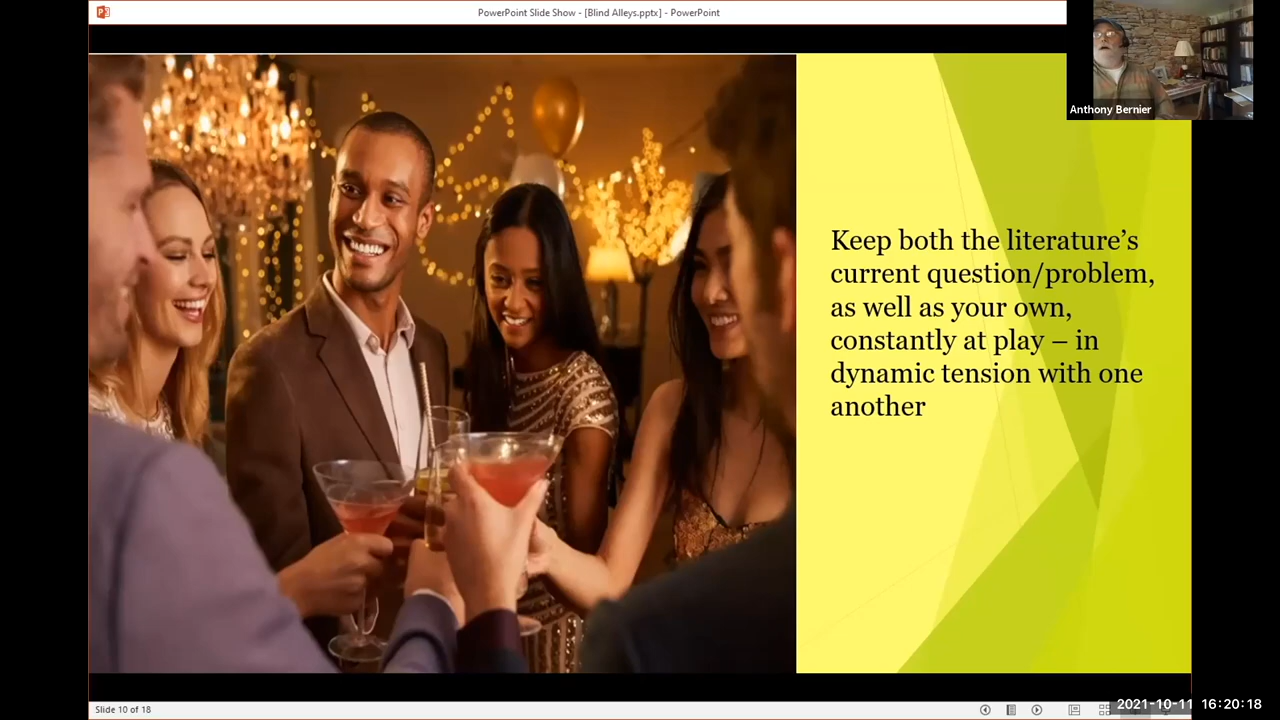 PowerPoint Slide Show - [Blind Alleys.pptx] - PowerPoint
Anthony Bernier
Keep both the literature’s
current question/problem,
as well as your own,
constantly at play – in
dynamic tension with one
another
Slide 10 of 18
2021-10-11 16:20:18